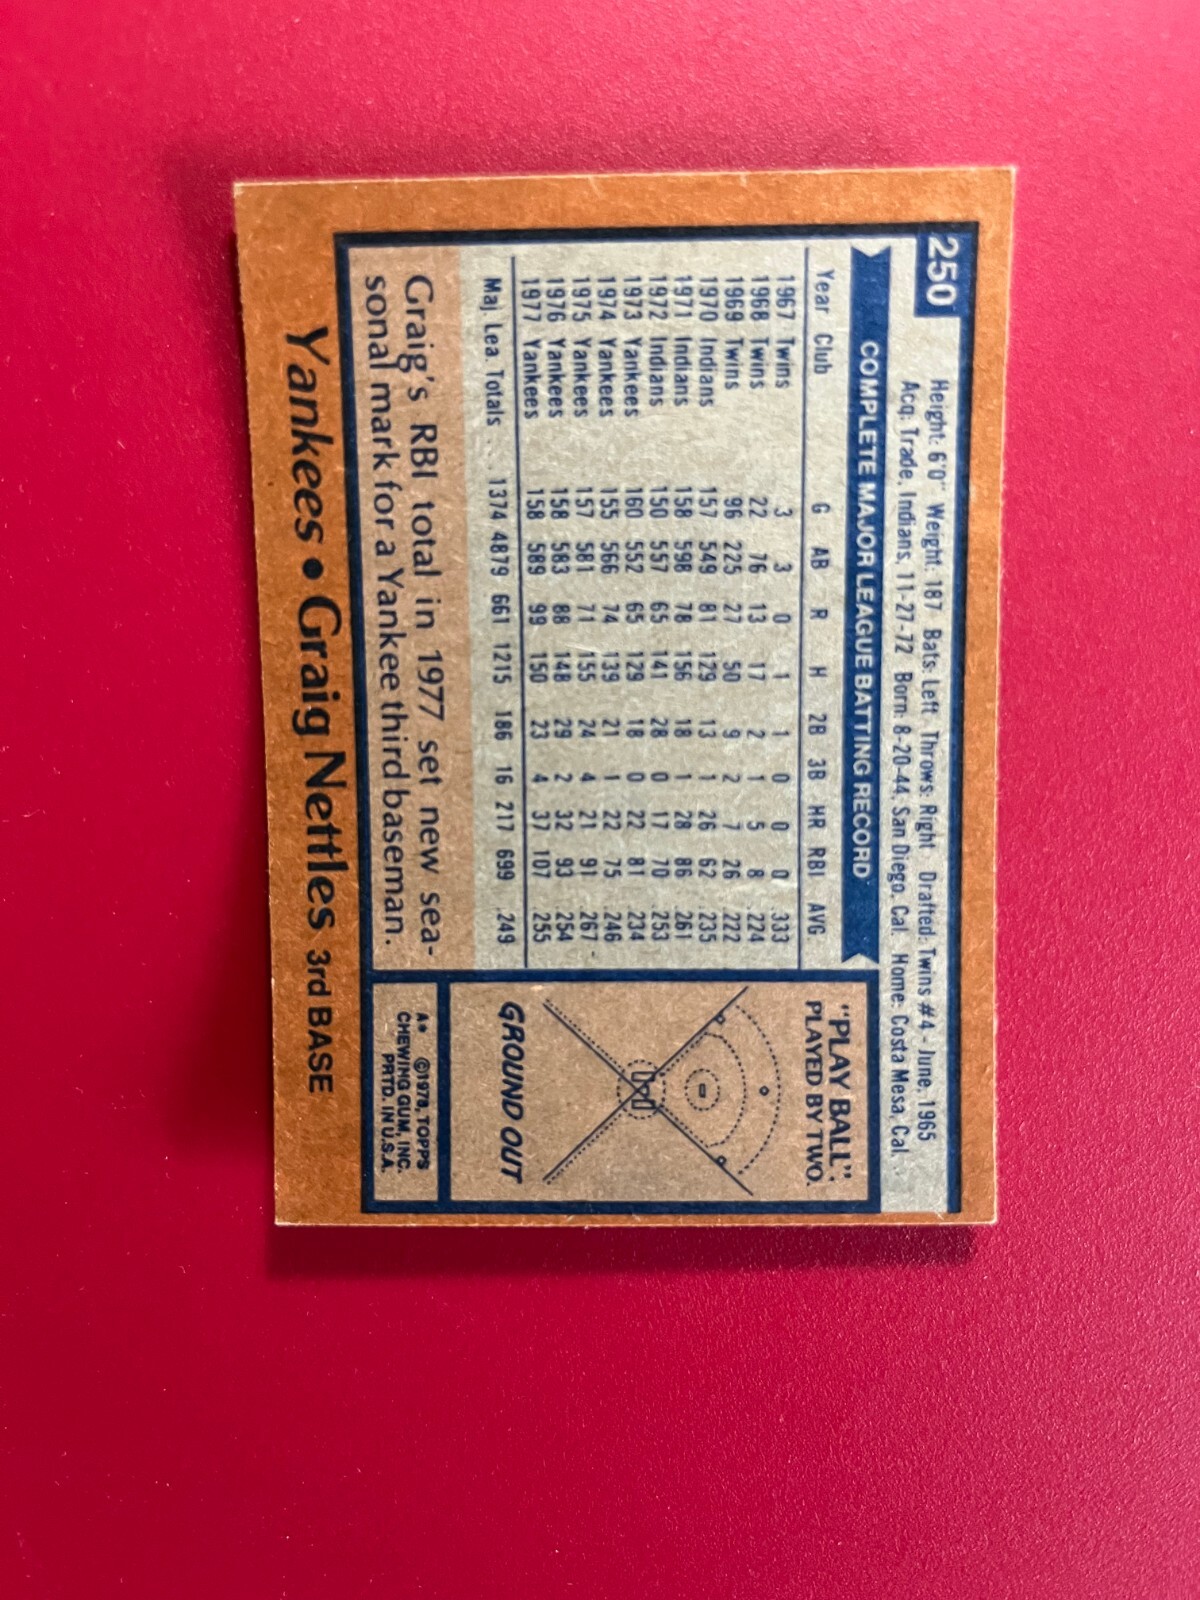 250
Height: 6'0" Weight: 187 Bats: Left Throws: Right Drafted: Twins #4 - June, 1965
Acq: Trade, Indians, 11-27-72 Born: 8-20-44, San Diego, Cal. Home: Costa Mesa, Cal.
COMPLETE MAJOR LEAGUE BATTING RECORD
Year Club G AB R H 2B 3B HR RBI AVG.
1967 Twins 3 3 0 1 1 0 0 0 .333
1968 Twins 22 76 13 17 2 1 5 8 .224
1969 Twins 96 225 27 50 9 2 7 26 .222
1970 Indians 157 549 81 129 13 1 26 62 .235
1971 Indians 158 598 78 156 18 1 28 86 .261
1972 Indians 150 557 65 141 28 0 17 70 .253
1973 Yankees 160 552 65 129 18 0 22 81 .234
1974 Yankees 155 566 74 139 21 1 22 75 .246
1975 Yankees 157 581 71 155 24 4 21 91 .267
1976 Yankees 158 583 88 148 29 2 32 93 .254
1977 Yankees 158 589 99 150 23 4 37 107 .255
Maj. Lea. Totals . . . 1374 4879 661 1215 186 16 217 699 .249
Graig's RBI total in 1977 set new sea-
sonal mark for a Yankee third baseman.
"PLAY BALL"
PLAYED BY TWO.
GROUND OUT
A* ©1978, TOPPS
CHEWING GUM, INC.
PRTD. IN U.S.A.
Yankees • Graig Nettles 3rd BASE